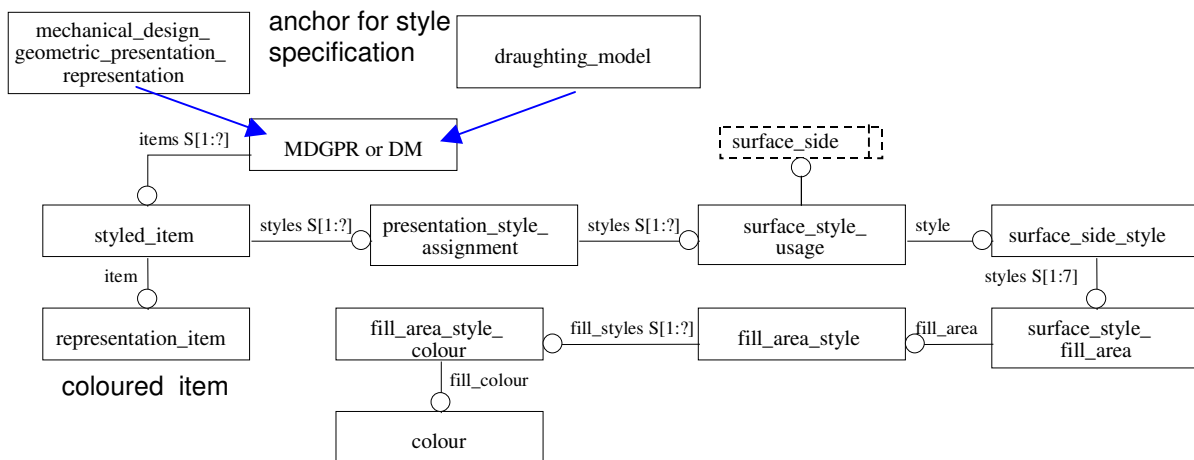 mechanical_design_
geometric_presentation_
representation
anchor for style
specification
draughting_model
items S[1:?]
MDGPR or DM
surface_side
styled_item
styles S[1:?]
presentation_style_
assignment
styles S[1:?]
surface_style_
usage
style
surface_side_style
item
styles S[1:7]
representation_item
fill_area_style_
colour
fill_styles S[1:?]
fill_area_style
fill_area
surface_style_
fill_area
coloured item
fill_colour
colour